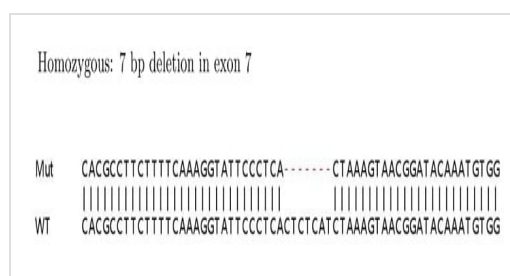 Homozygous: 7 bp deletion in exon 7
Mut CACGCCTTCTTTTCAAAGGTATTCCCTCA-------CTAAAGTAACGGATACAAATGTGG
WT CACGCCTTCTTTTCAAAGGTATTCCCTCACTCTCATCTAAAGTAACGGATACAAATGTGG